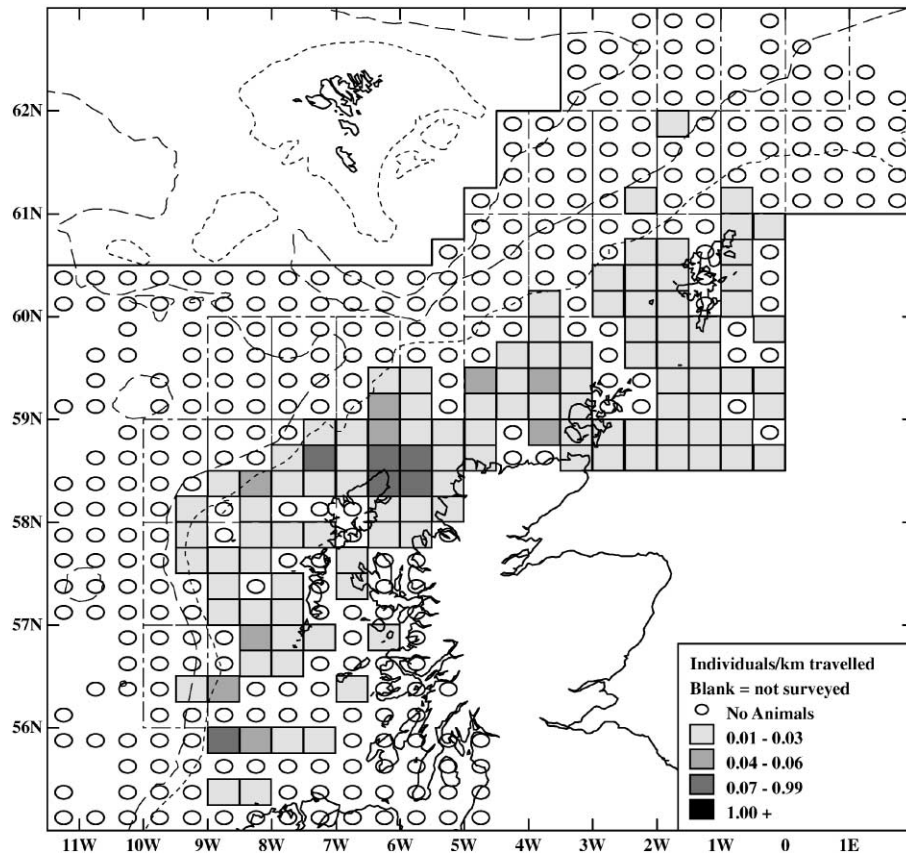 62N
61N
60N
59N
58N
57N
56N
Individuals/km travelled
Blank = not surveyed
No Animals
0.01 - 0.03
0.04 - 0.06
0.07 - 0.99
1.00 +
11W 10W 9W 8W 7W 6W 5W 4W 3W 2W 1W 0 1E